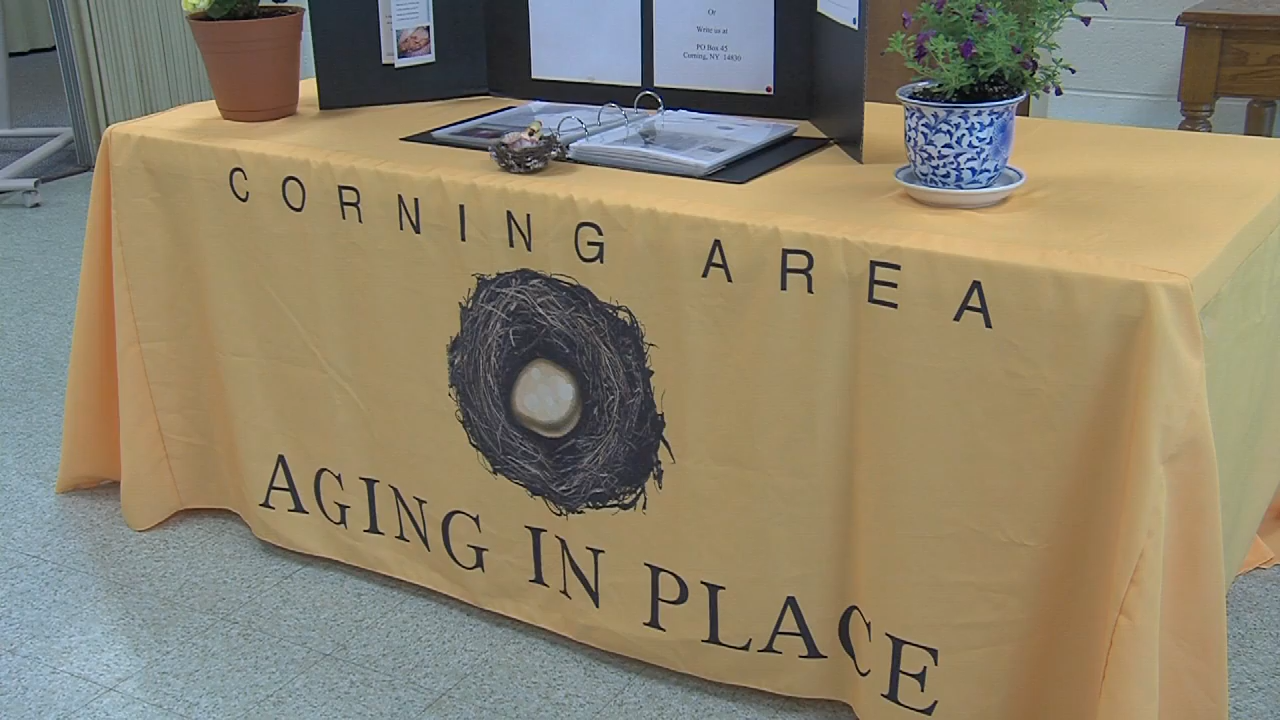 Or
Write us at
PO Box 45
Corning, NY 14830
CORNING AREA
AGING IN PLACE